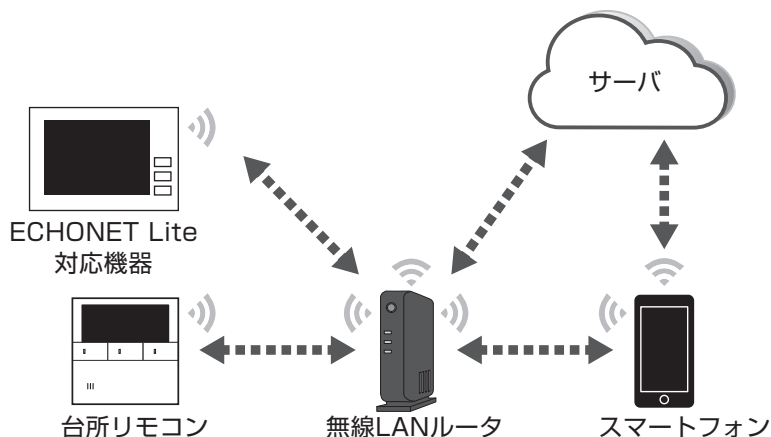 サーバ
ECHONET Lite
対応機器
台所リモコン
無線LANルータ
スマートフォン